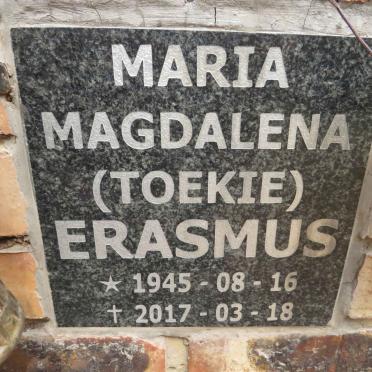 MARIA
MAGDALENA
(TOEKIE)
ERASMUS
★ 1945 - 08 - 16
† 2017 - 03 - 18